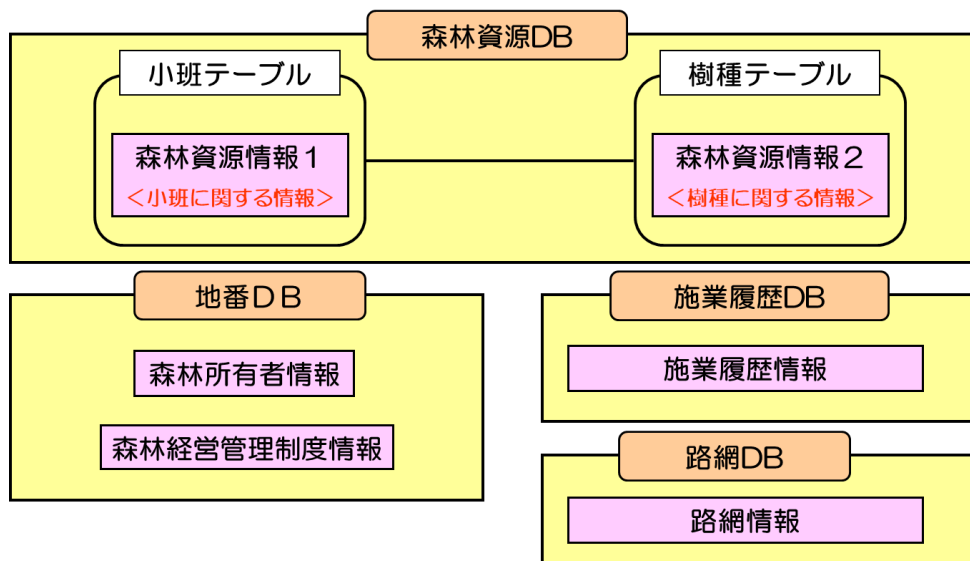 森林資源DB
小班テーブル
樹種テーブル
森林資源情報１
＜小班に関する情報＞
森林資源情報２
＜樹種に関する情報＞
地番ＤＢ
森林所有者情報
森林経営管理制度情報
施業履歴DB
施業履歴情報
路網DB
路網情報